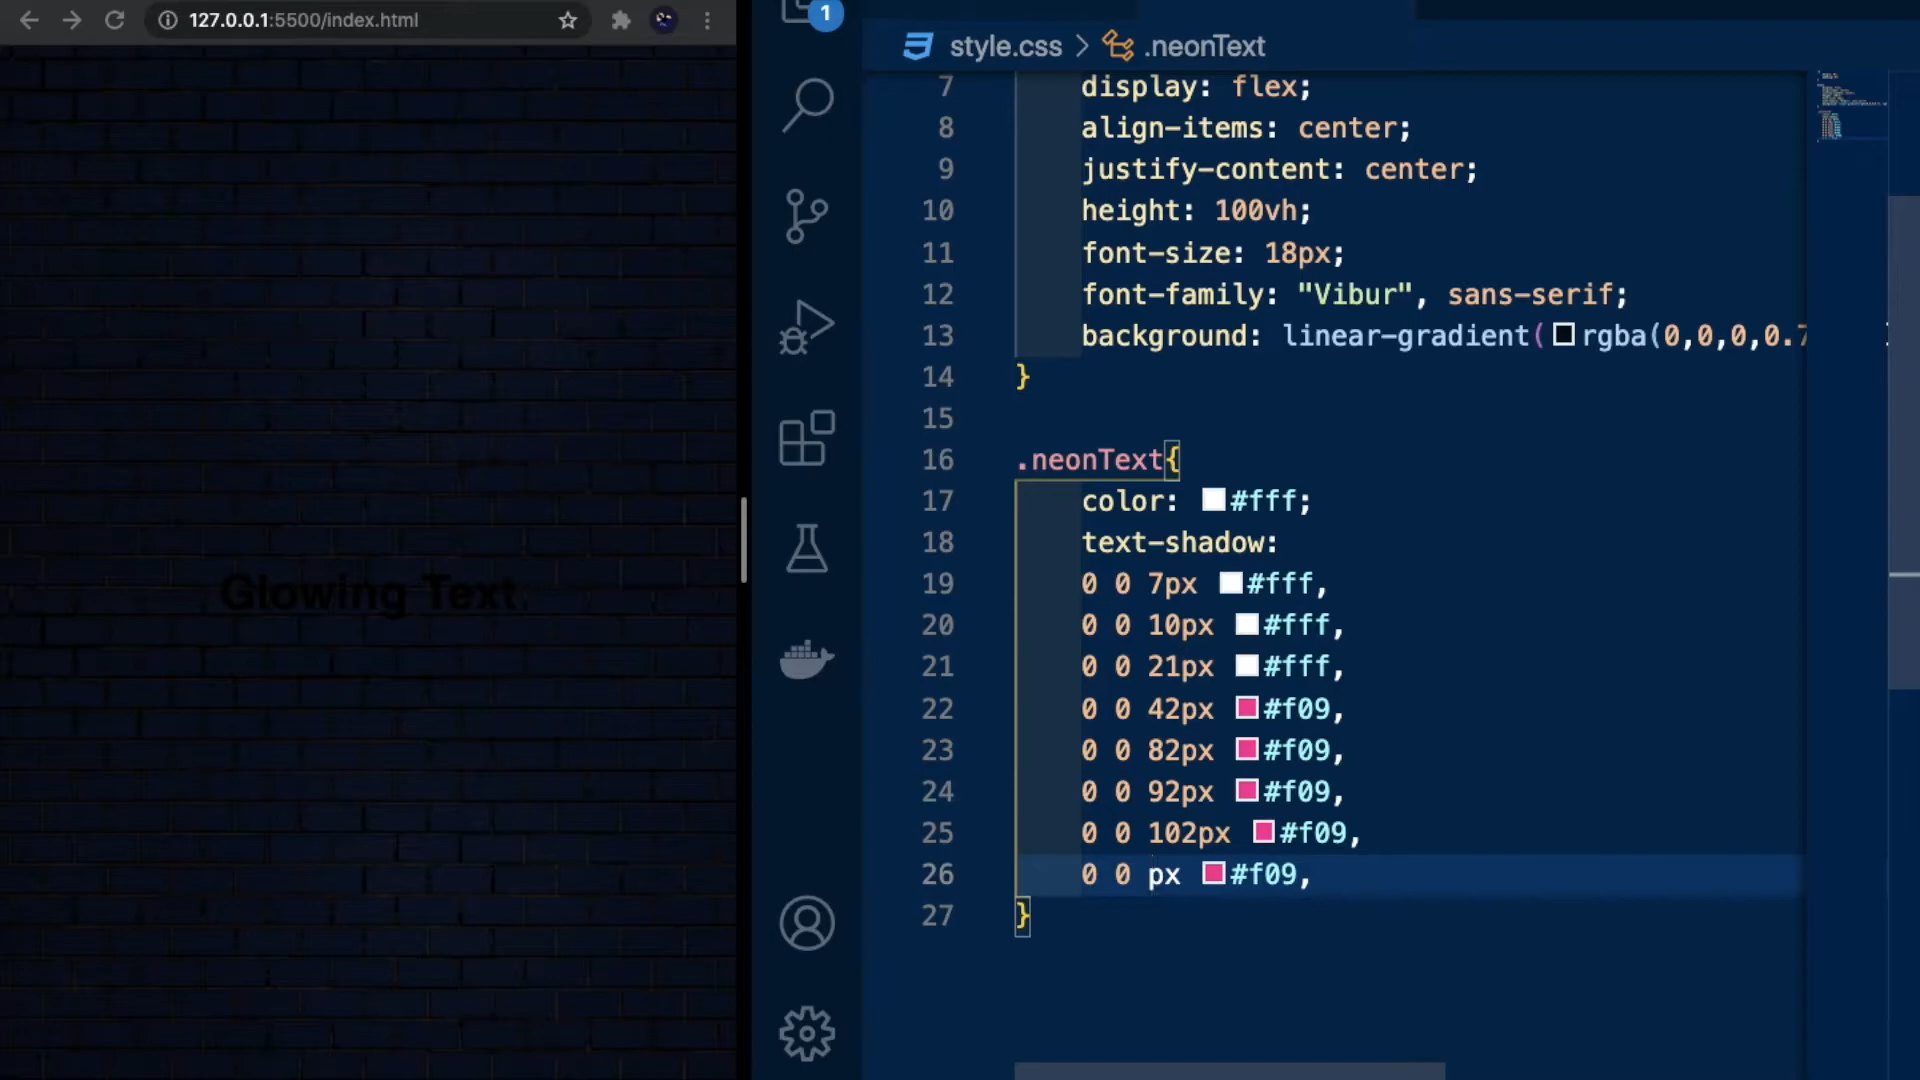 127.0.0.1:5500/index.html
Glowing Text
1
style.css > .neonText
7 display: flex;
8 align-items: center;
9 justify-content: center;
10 height: 100vh;
11 font-size: 18px;
12 font-family: "Vibur", sans-serif;
13 background: linear-gradient(rgba(0,0,0,0.7
14 }
15
16 .neonText{
17 color: #fff;
18 text-shadow:
19 0 0 7px #fff,
20 0 0 10px #fff,
21 0 0 21px #fff,
22 0 0 42px #f09,
23 0 0 82px #f09,
24 0 0 92px #f09,
25 0 0 102px #f09,
26 0 0 px #f09,
27 }